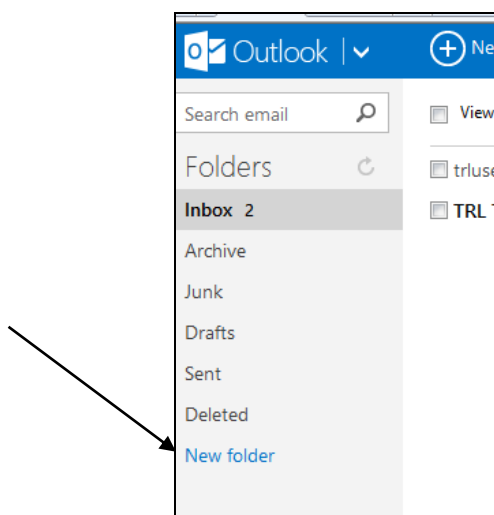 Outlook
Ne
Search email
View
Folders
trluse
Inbox 2
TRL
Archive
Junk
Drafts
Sent
Deleted
New folder